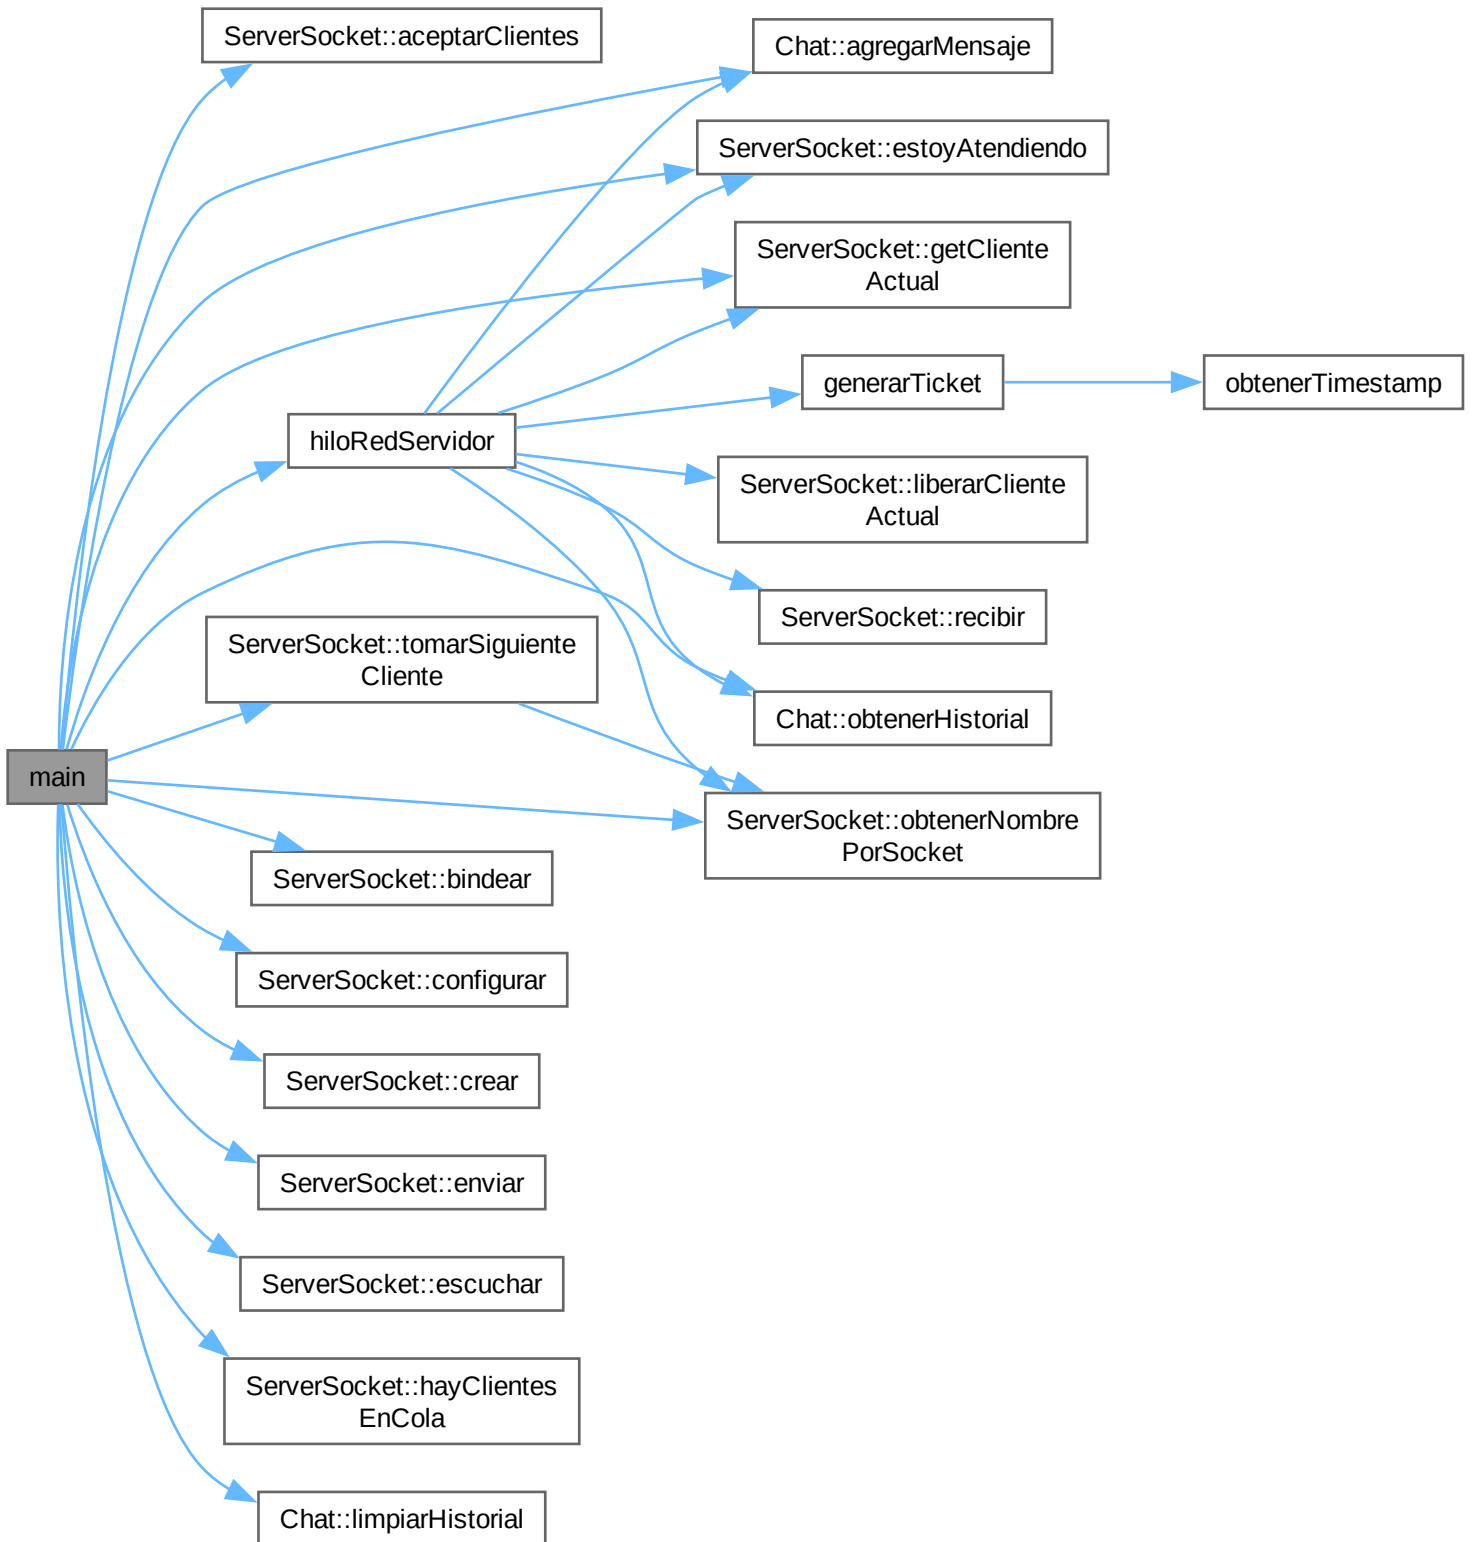 ServerSocket::aceptarClientes
Chat::agregarMensaje
ServerSocket::estoyAtendiendo
ServerSocket::getCliente
Actual
generarTicket
obtenerTimestamp
hiloRedServidor
ServerSocket::liberarCliente
Actual
ServerSocket::recibir
ServerSocket::tomarSiguiente
Cliente
Chat::obtenerHistorial
main
ServerSocket::obtenerNombre
PorSocket
ServerSocket::bindear
ServerSocket::configurar
ServerSocket::crear
ServerSocket::enviar
ServerSocket::escuchar
ServerSocket::hayClientes
EnCola
Chat::limpiarHistorial